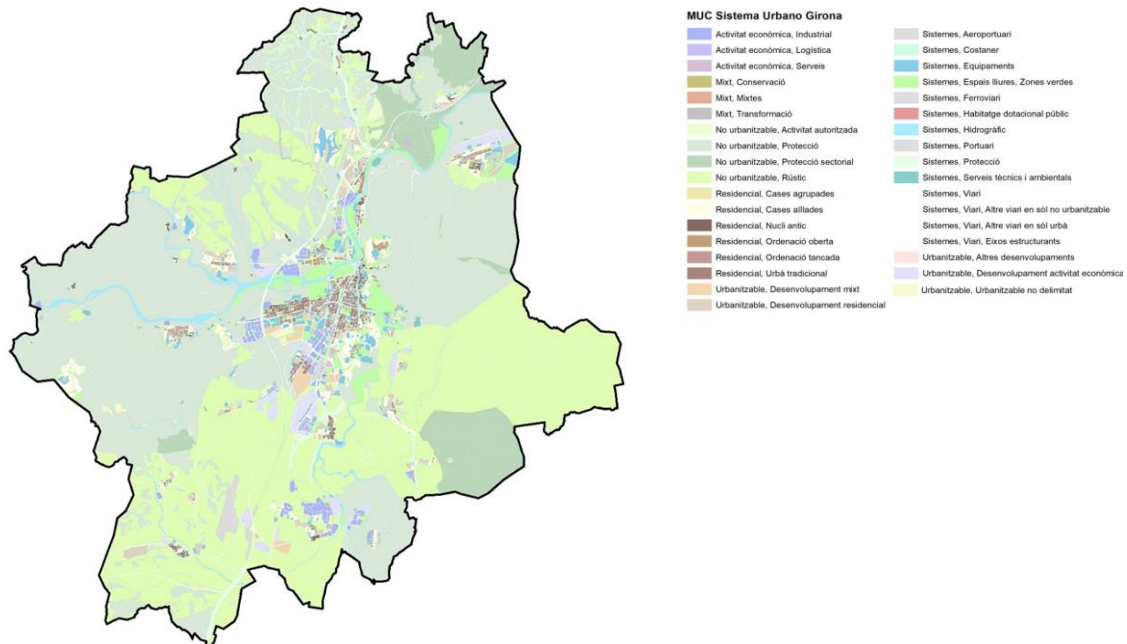 MUC Sistema Urbano Girona
Activitat econòmica, Industrial
Activitat econòmica, Logística
Activitat econòmica, Serveis
Mixt, Conservació
Mixt, Mixtes
Mixt, Transformació
No urbanitzable, Activitat autoritzada
No urbanitzable, Protecció
No urbanitzable, Protecció sectorial
No urbanitzable, Rústic
Residencial, Cases agrupades
Residencial, Cases aïllades
Residencial, Nucli antic
Residencial, Ordenació oberta
Residencial, Ordenació tancada
Residencial, Urbà tradicional
Urbanitzable, Desenvolupament mixt
Urbanitzable, Desenvolupament residencial
Sistemes, Aeroportuari
Sistemes, Costaner
Sistemes, Equipaments
Sistemes, Espais lliures, Zones verdes
Sistemes, Ferroviari
Sistemes, Habitatge dotacional públic
Sistemes, Hidrogràfic
Sistemes, Portuari
Sistemes, Protecció
Sistemes, Serveis tècnics i ambientals
Sistemes, Viari
Sistemes, Viari, Altre viari en sòl no urbanitzable
Sistemes, Viari, Altre viari en sòl urbà
Sistemes, Viari, Eixos estructurants
Urbanitzable, Altres desenvolupaments
Urbanitzable, Desenvolupament activitat econòmica
Urbanitzable, Urbanitzable no delimitat